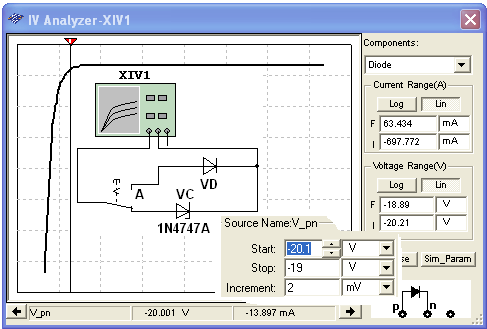 IV Analyzer-XIV1
Components:
Diode
Current Range(A)
Log Lin
F 63.434 mA
I -697.772 mA
Voltage Range(V)
Log Lin
F -18.89 V
I -20.21 V
se Sim_Param
XIV1
A
VD
VC
1N4747A
Source Name:V_pn
Start: -20.1 V
Stop: -19 V
Increment: 2 mV
p n
V_pn -20.001 V -13.897 mA